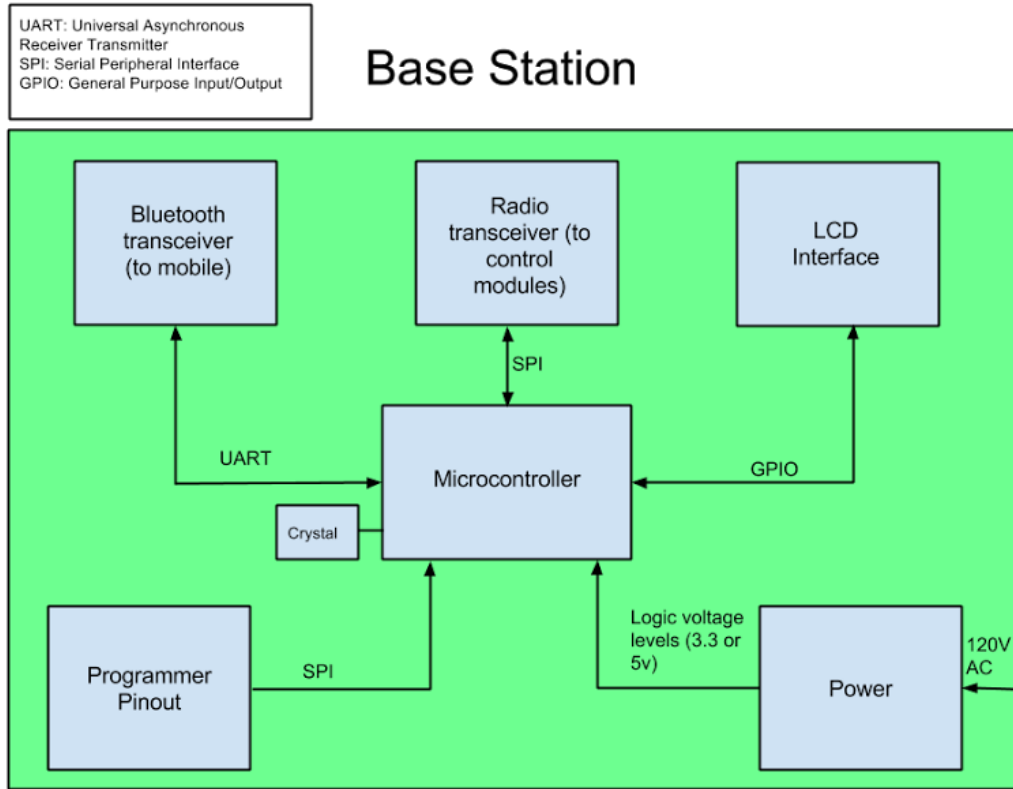 UART: Universal Asynchronous
Receiver Transmitter
SPI: Serial Peripheral Interface
GPIO: General Purpose Input/Output
Base Station
Bluetooth
transceiver
(to mobile)
Radio
transceiver (to
control
modules)
LCD
Interface
SPI
UART
Microcontroller
GPIO
Crystal
Programmer
Pinout
SPI
Logic voltage
levels (3.3 or
5v)
Power
120V
AC